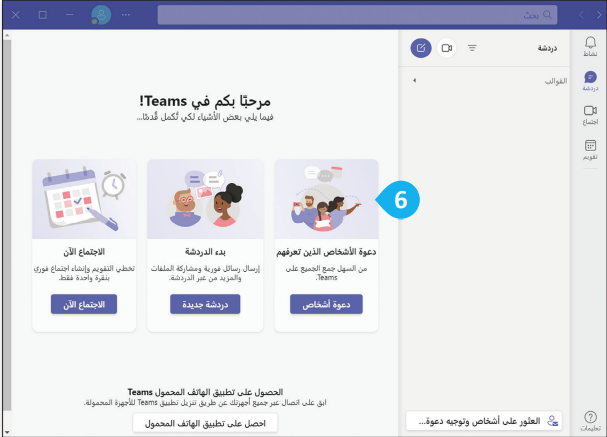 بحث
نشاط
دردشة
اجتماع
تقويم
تعليمات
دردشة
القوالب
العثور على أشخاص وتوجيه دعوة...
مرحبًا بكم في Teams!
فيما يلي بعض الأشياء لكي تُكمل قُدمًا...
6
دعوة الأشخاص الذين تعرفهم
من السهل جمع الجميع على
Teams.
دعوة أشخاص
بدء الدردشة
إرسال رسائل فورية ومشاركة الملفات
والمزيد من عبر الدردشة.
دردشة جديدة
الاجتماع الآن
تخطي التقويم وإنشاء اجتماع فوري
بنقرة واحدة فقط.
الاجتماع الآن
الحصول على تطبيق الهاتف المحمول Teams
ابق على اتصال عبر جميع أجهزتك عن طريق تنزيل تطبيق Teams للأجهزة المحمولة.
احصل على تطبيق الهاتف المحمول